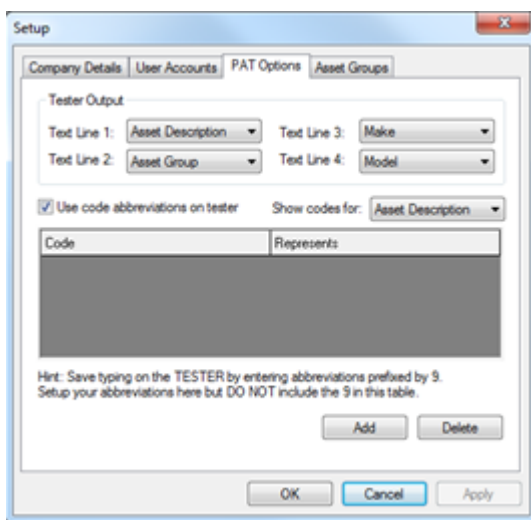 Setup
Company Details User Accounts PAT Options Asset Groups
Tester Output
Text Line 1: Asset Description Text Line 3: Make
Text Line 2: Asset Group Text Line 4: Model
Use code abbreviations on tester Show codes for: Asset Description
Code Represents
Hint: Save typing on the TESTER by entering abbreviations prefixed by 9.
Setup your abbreviations here but DO NOT include the 9 in this table.
Add Delete
OK Cancel Apply